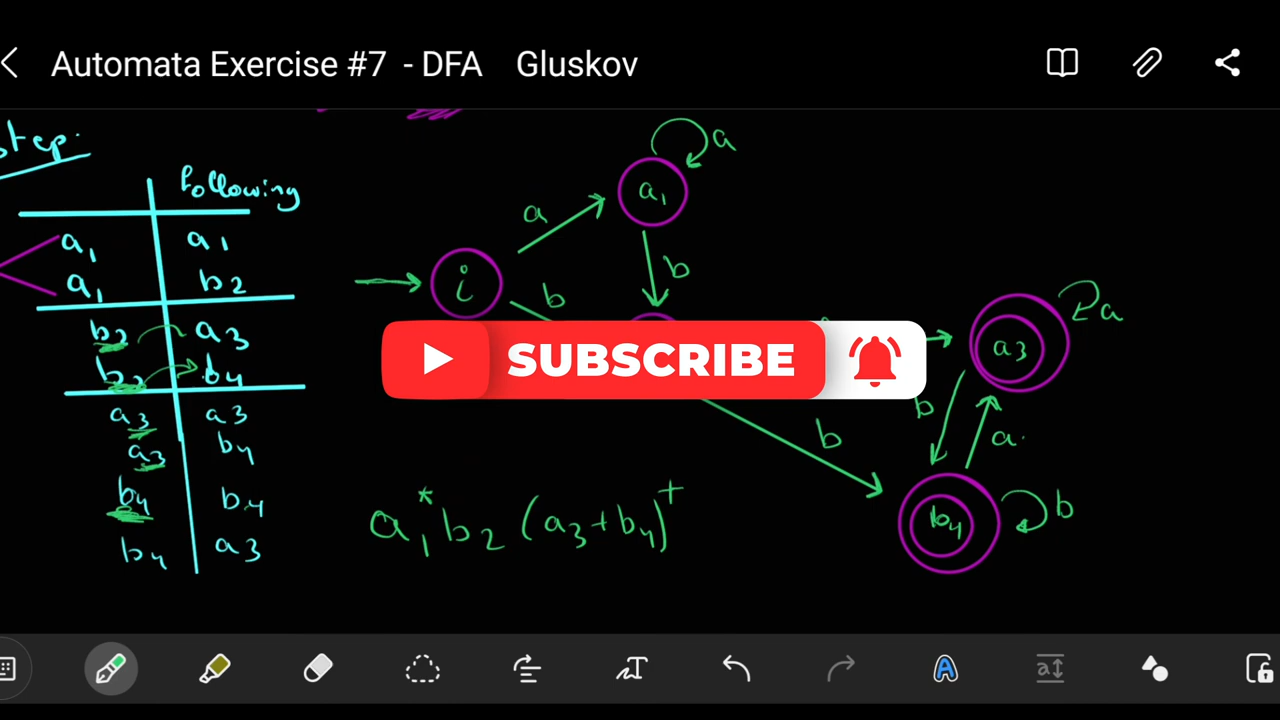 Automata Exercise #7 - DFA Gluskov
step.
following
a1 a1
a1 b2
b2 a3
b2 b4
a3 a3
a3 b4
b4 b4
b4 a3
a
a
a1
b
i
b
SUBSCRIBE
a3
a
b
a.
b
b4
b
a1* b2 (a3+b4)+